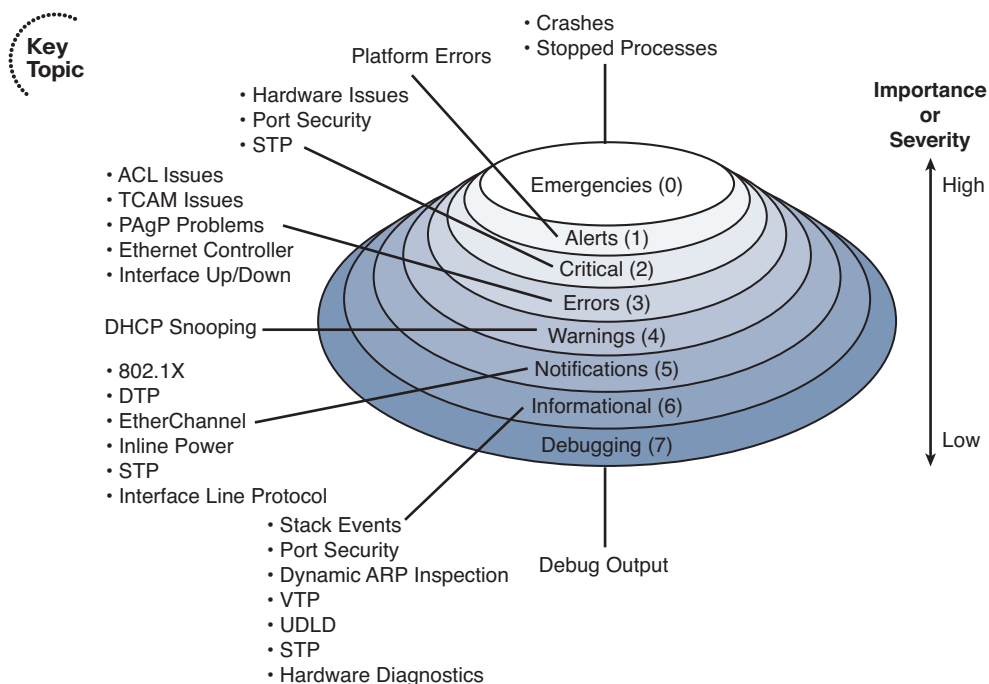 Key
Topic
• Crashes
• Stopped Processes
Platform Errors
• Hardware Issues
• Port Security
• STP
• ACL Issues
• TCAM Issues
• PAgP Problems
• Ethernet Controller
• Interface Up/Down
DHCP Snooping
• 802.1X
• DTP
• EtherChannel
• Inline Power
• STP
• Interface Line Protocol
• Stack Events
• Port Security
• Dynamic ARP Inspection
• VTP
• UDLD
• STP
• Hardware Diagnostics
Emergencies (0)
Alerts (1)
Critical (2)
Errors (3)
Warnings (4)
Notifications (5)
Informational (6)
Debugging (7)
Debug Output
Importance
or
Severity
High
Low